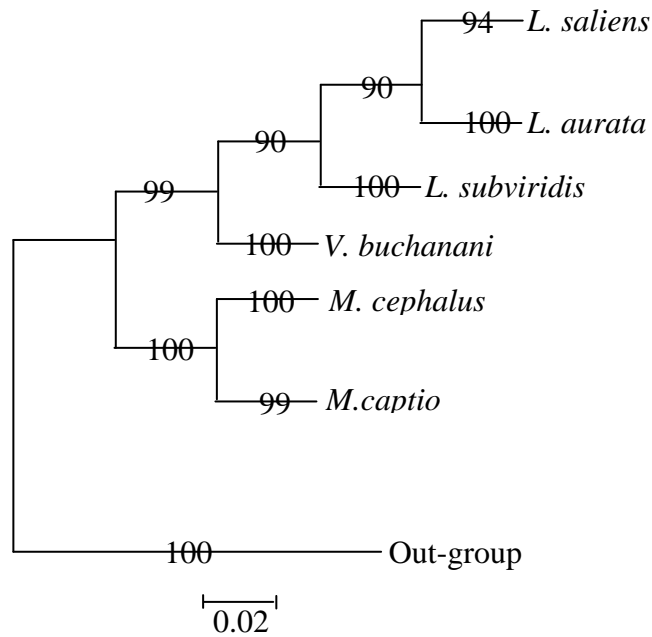 94 L. saliens
90
100 L. aurata
90
100 L. subviridis
99
100 V. buchanani
100 M. cephalus
100
99 M.captio
100 Out-group
0.02